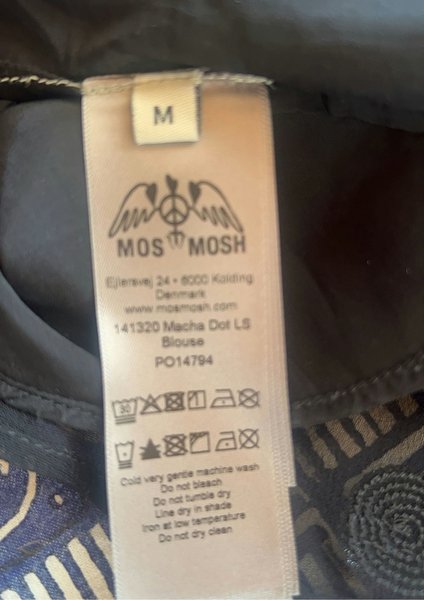 M
MOS MOSH
Ejlersvej 24 • 6000 Kolding
Denmark
www.mosmosh.com
141320 Macha Dot LS
Blouse
PO14794
30
Cold very gentle machine wash
Do not bleach
Do not tumble dry
Line dry in shade
Iron at low temperature
Do not dry clean